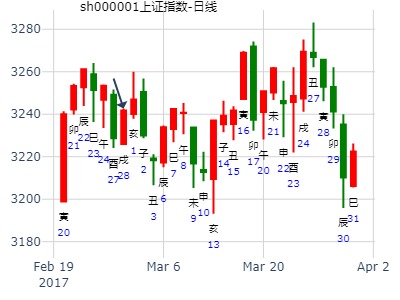 sh000001上证指数-日线
3280
3260
3240
3220
3200
3180
寅
20
卯
21
辰
22
巳
23
午
24
酉
27
戌
28
亥
1
子
2
丑
3
辰
6
巳
7
午
8
未
9
申
10
亥
13
子
14
丑
15
寅
16
卯
17
午
20
未
21
申
22
酉
23
戌
24
丑
27
寅
28
卯
29
辰
30
巳
31
Feb 19
2017
Mar 6
Mar 20
Apr 2